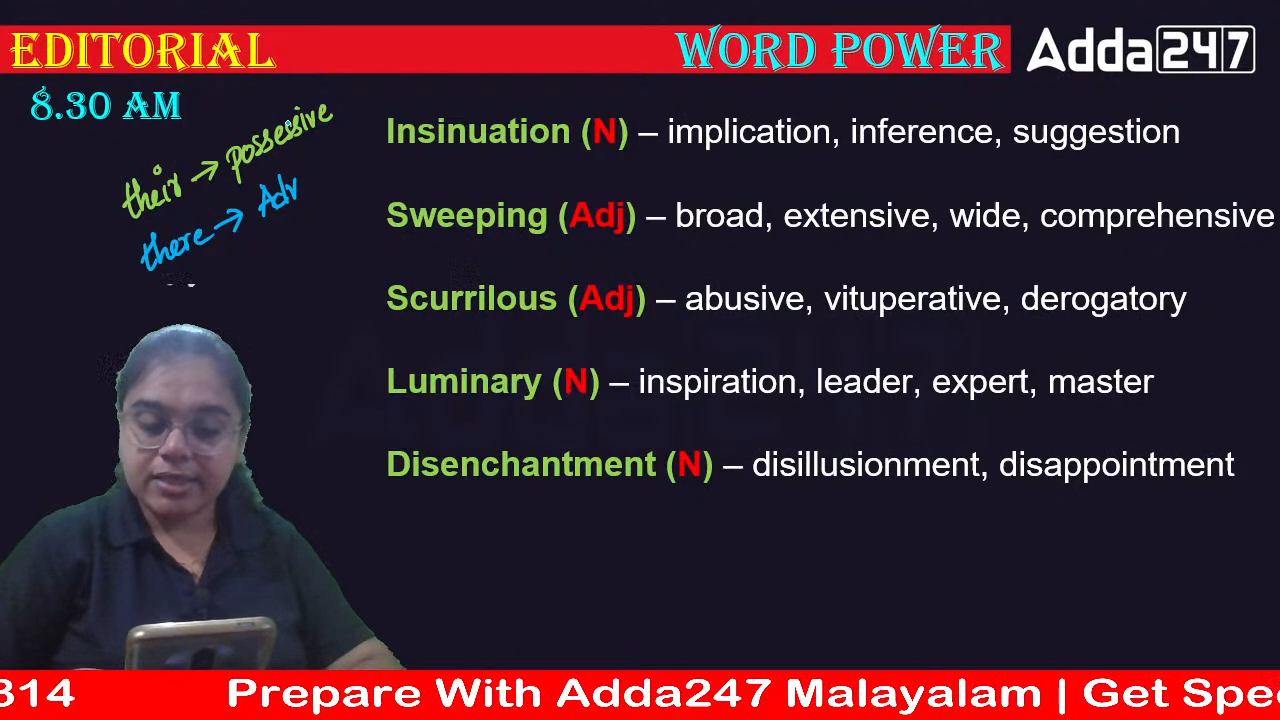 EDITORIAL
WORD POWER
Adda247
8.30 AM
their → possessive
there → Adv
Insinuation (N) – implication, inference, suggestion
Sweeping (Adj) – broad, extensive, wide, comprehensive
Scurrilous (Adj) – abusive, vituperative, derogatory
Luminary (N) – inspiration, leader, expert, master
Disenchantment (N) – disillusionment, disappointment
314 Prepare With Adda247 Malayalam | Get Spe